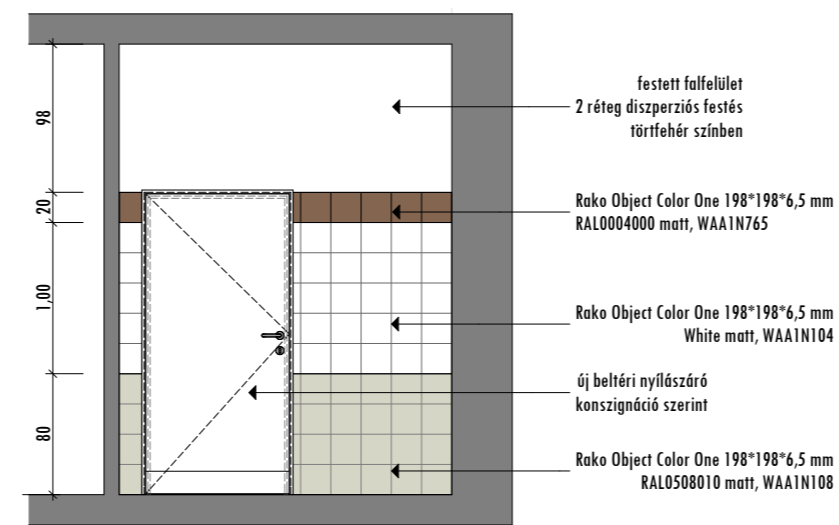 98
20
1,00
80
festett falfelület
2 réteg diszperziós festés
törtfehér színben
Rako Object Color One 198*198*6,5 mm
RAL0004000 matt, WAA1N765
Rako Object Color One 198*198*6,5 mm
White matt, WAA1N104
új beltéri nyílászáró
konszignáció szerint
Rako Object Color One 198*198*6,5 mm
RAL0508010 matt, WAA1N108